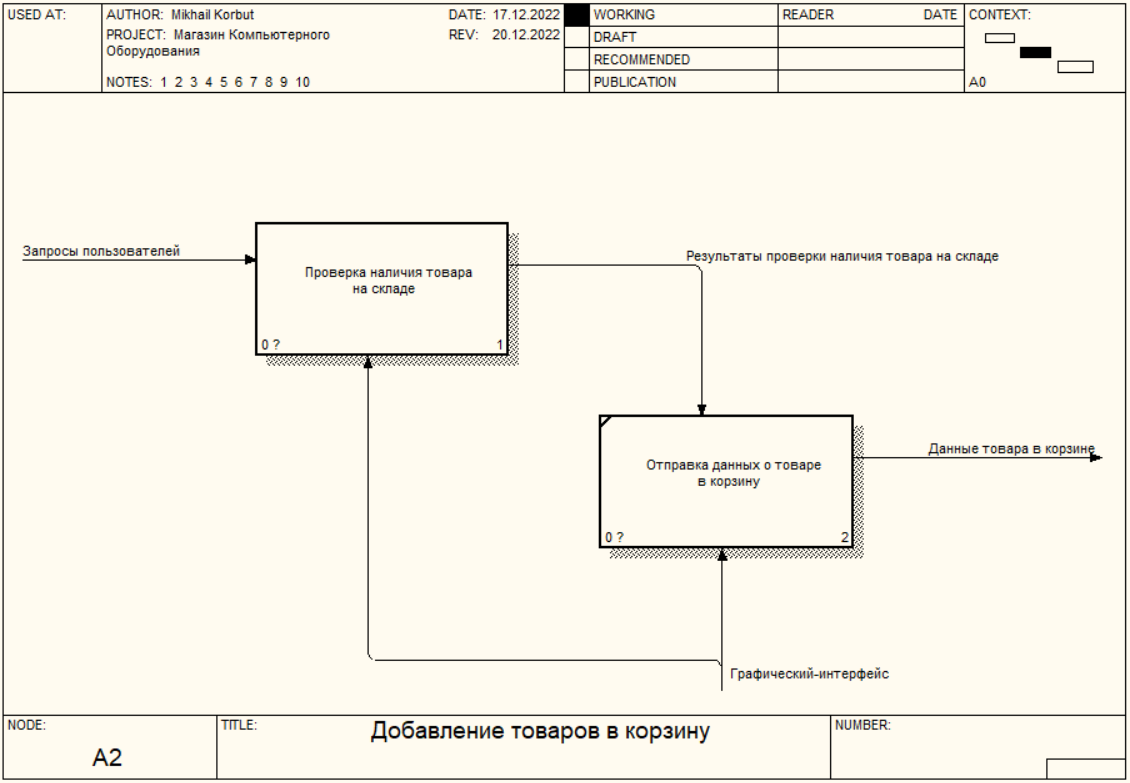 USED AT:
AUTHOR: Mikhail Korbut
DATE: 17.12.2022
PROJECT: Магазин Компьютерного
Оборудования
REV: 20.12.2022
NOTES: 1 2 3 4 5 6 7 8 9 10
WORKING
DRAFT
RECOMMENDED
PUBLICATION
READER DATE
CONTEXT:
A0
Запросы пользователей
Проверка наличия товара
на складе
0 ? 1
Результаты проверки наличия товара на складе
Отправка данных о товаре
в корзину
0 ? 2
Данные товара в корзине
Графический-интерфейс
NODE:
A2
TITLE:
Добавление товаров в корзину
NUMBER: